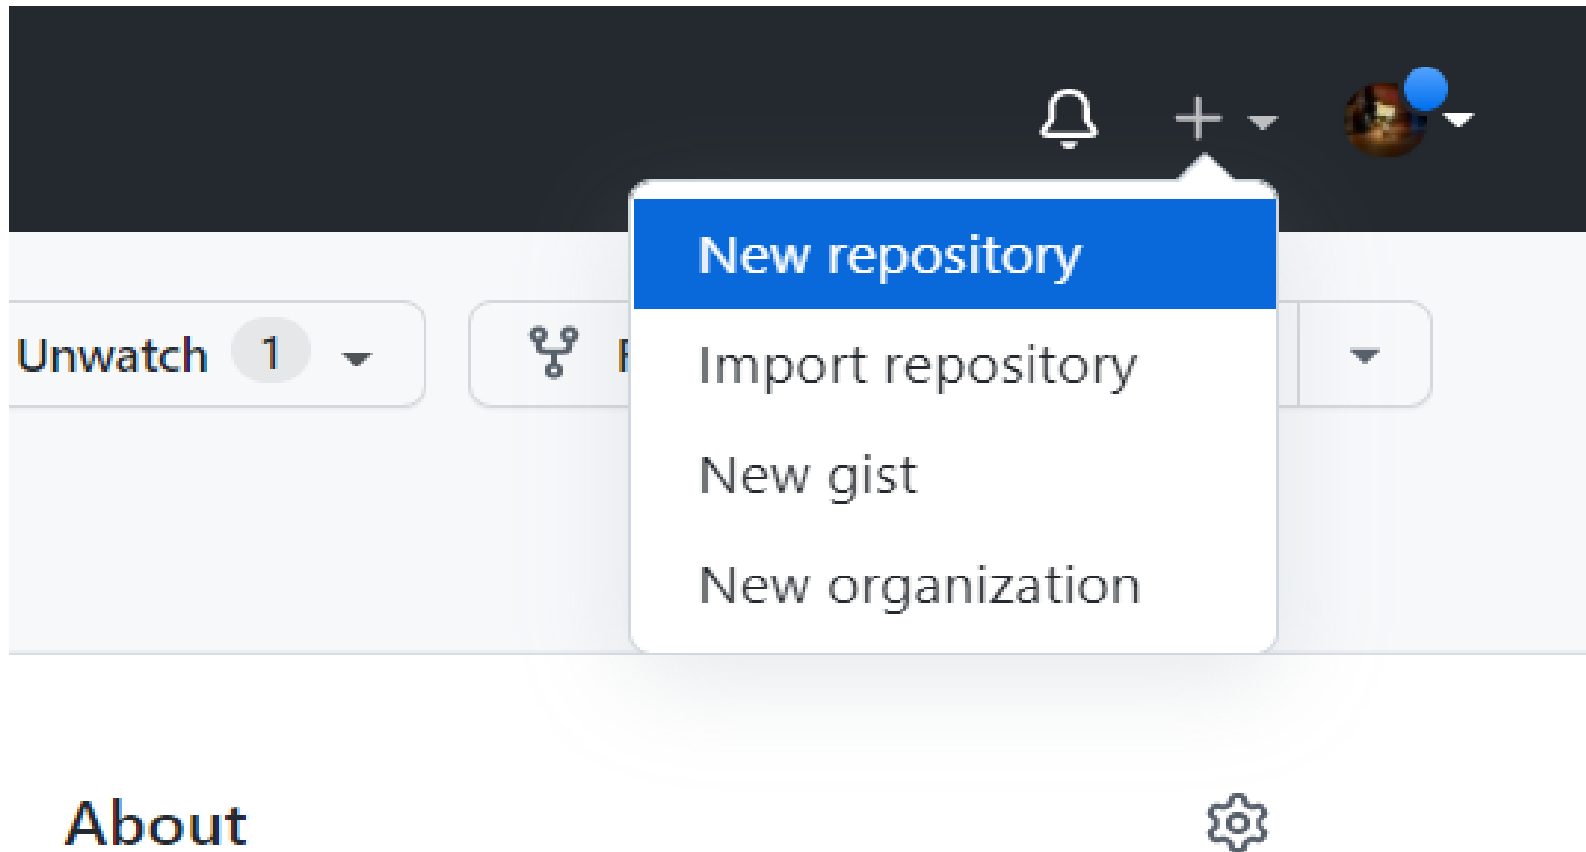 New repository
Unwatch 1
Import repository
New gist
New organization
About